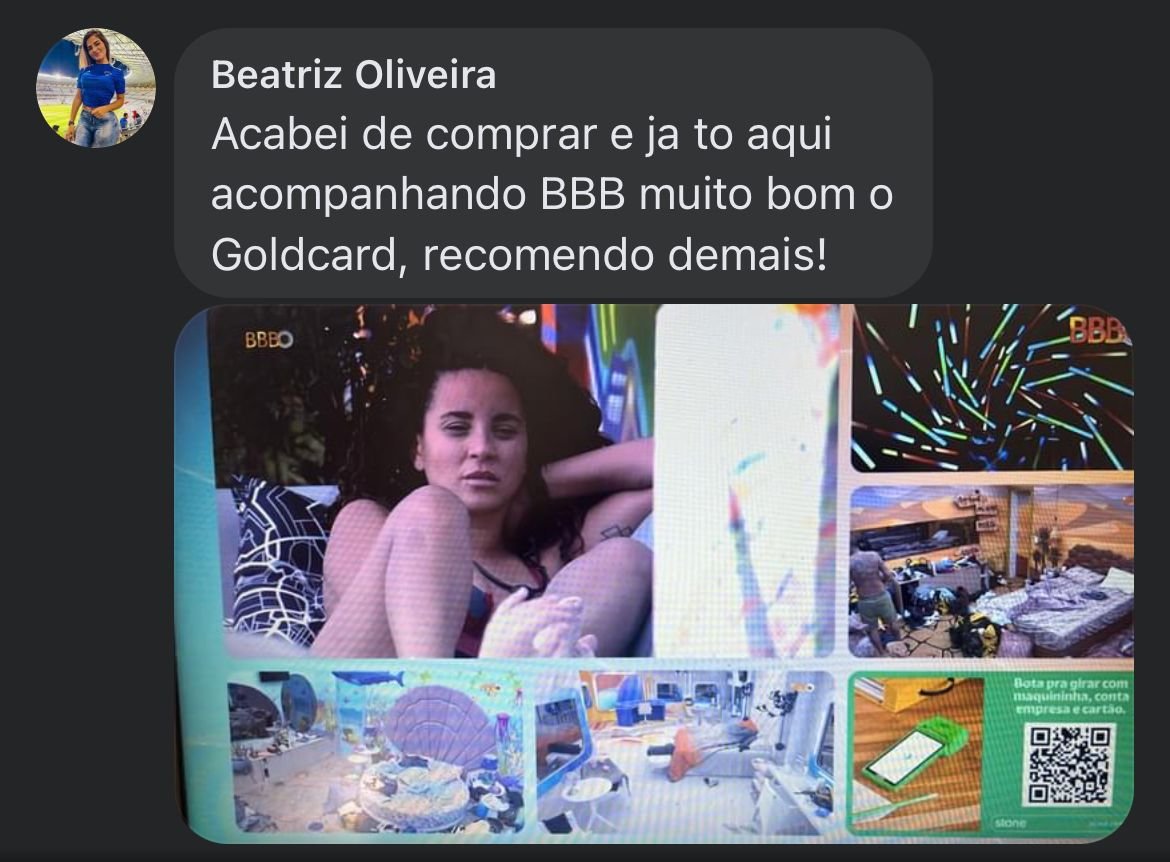 Beatriz Oliveira
Acabei de comprar e ja to aqui
acompanhando BBB muito bom o
Goldcard, recomendo demais!
BBB
BBB
Bota pra girar com
maquininha, conta
empresa e cartão.
stone